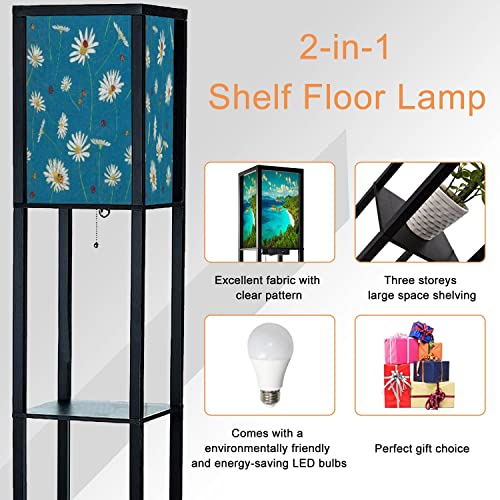 2-in-1
Shelf Floor Lamp
Excellent fabric with
clear pattern
Three storeys
large space shelving
Comes with a
environmentally friendly
and energy-saving LED bulbs
Perfect gift choice